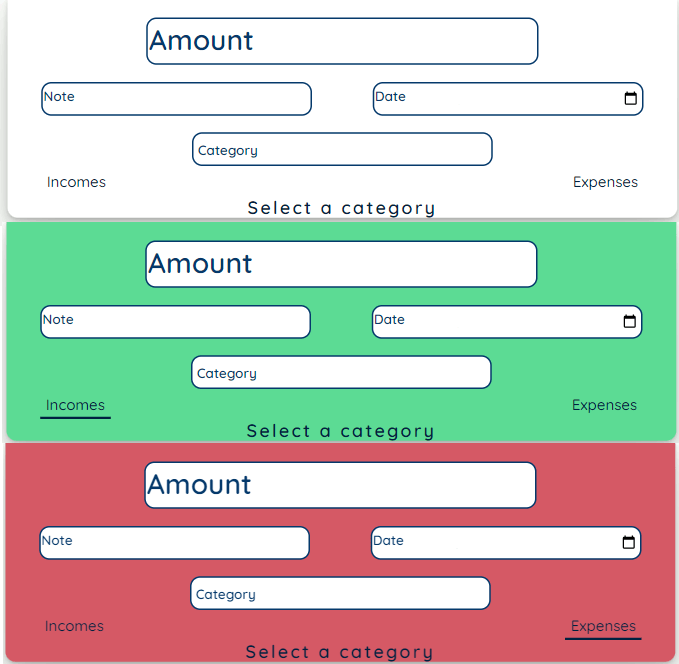 Amount
Note Date
Category
Incomes Expenses
Select a category
Amount
Note Date
Category
Incomes Expenses
Select a category
Amount
Note Date
Category
Incomes Expenses
Select a category